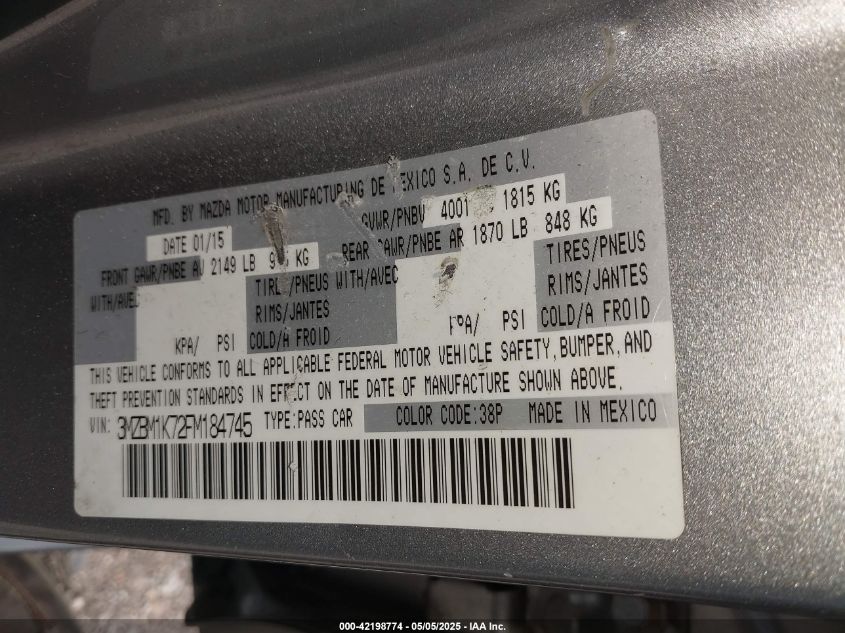 MFD. BY MAZDA MOTOR MANUFACTURING DE MEXICO S.A. DE C.V.
DATE 01/15 GVWR/PNBV 4001 1815 KG
FRONT GAWR/PNBE AV 2149 LB KG REAR GAWR/PNBE AR 1870 LB 848 KG
WITH/AVEC TIRES/PNEUS WITH/AVEC TIRES/PNEUS
RIMS/JANTES RIMS/JANTES
KPA/ PSI COLD/A FROID KPA/ PSI COLD/A FROID
THIS VEHICLE CONFORMS TO ALL APPLICABLE FEDERAL MOTOR VEHICLE SAFETY, BUMPER, AND
THEFT PREVENTION STANDARDS IN EFFECT ON THE DATE OF MANUFACTURE SHOWN ABOVE.
VIN: 3MZBM1K72FM184745 TYPE:PASS CAR COLOR CODE:38P MADE IN MEXICO
000-42198774 - 05/05/2025 - IAA Inc.